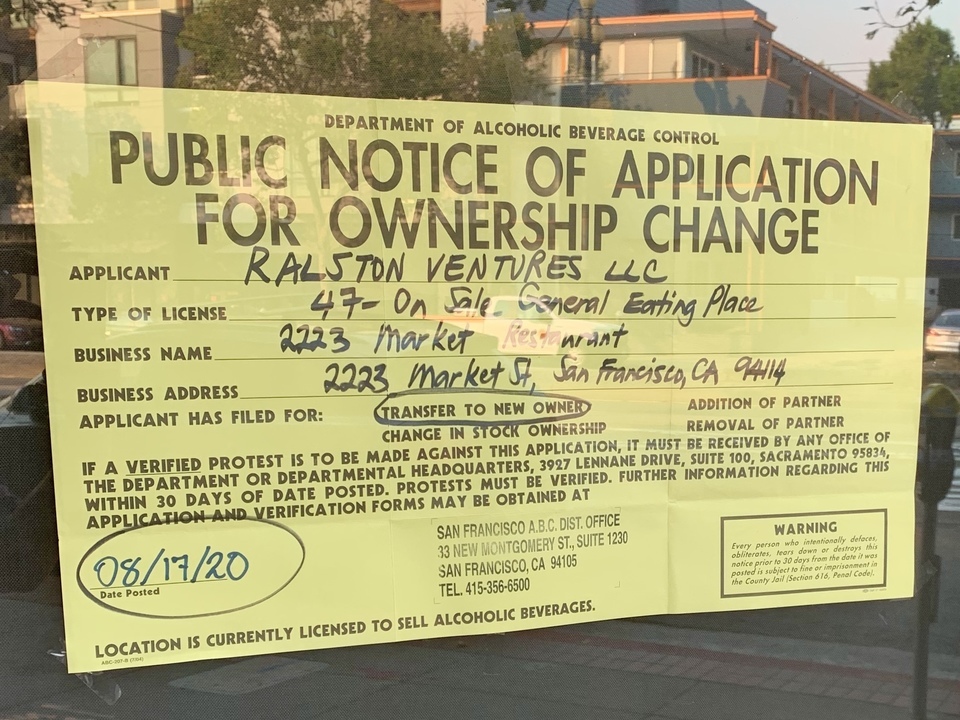 DEPARTMENT OF ALCOHOLIC BEVERAGE CONTROL
PUBLIC NOTICE OF APPLICATION
FOR OWNERSHIP CHANGE
APPLICANT RALSTON VENTURES LLC
TYPE OF LICENSE 47- On Sale General Eating Place
BUSINESS NAME 2223 Market Restaurant
BUSINESS ADDRESS 2223 Market St, San Francisco, CA 94114
APPLICANT HAS FILED FOR: TRANSFER TO NEW OWNER ADDITION OF PARTNER
CHANGE IN STOCK OWNERSHIP REMOVAL OF PARTNER
IF A VERIFIED PROTEST IS TO BE MADE AGAINST THIS APPLICATION, IT MUST BE RECEIVED BY ANY OFFICE OF
THE DEPARTMENT OR DEPARTMENTAL HEADQUARTERS, 3927 LENNANE DRIVE, SUITE 100, SACRAMENTO 95834,
WITHIN 30 DAYS OF DATE POSTED. PROTESTS MUST BE VERIFIED. FURTHER INFORMATION REGARDING THIS
APPLICATION AND VERIFICATION FORMS MAY BE OBTAINED AT
08/17/20
Date Posted
SAN FRANCISCO A.B.C. DIST. OFFICE
33 NEW MONTGOMERY ST., SUITE 1230
SAN FRANCISCO, CA 94105
TEL. 415-356-6500
WARNING
Every person who intentionally defaces,
obliterates, tears down or destroys this
notice prior to 30 days from the date it was
posted is subject to fine or imprisonment in
the County Jail (Section 616, Penal Code).
LOCATION IS CURRENTLY LICENSED TO SELL ALCOHOLIC BEVERAGES.